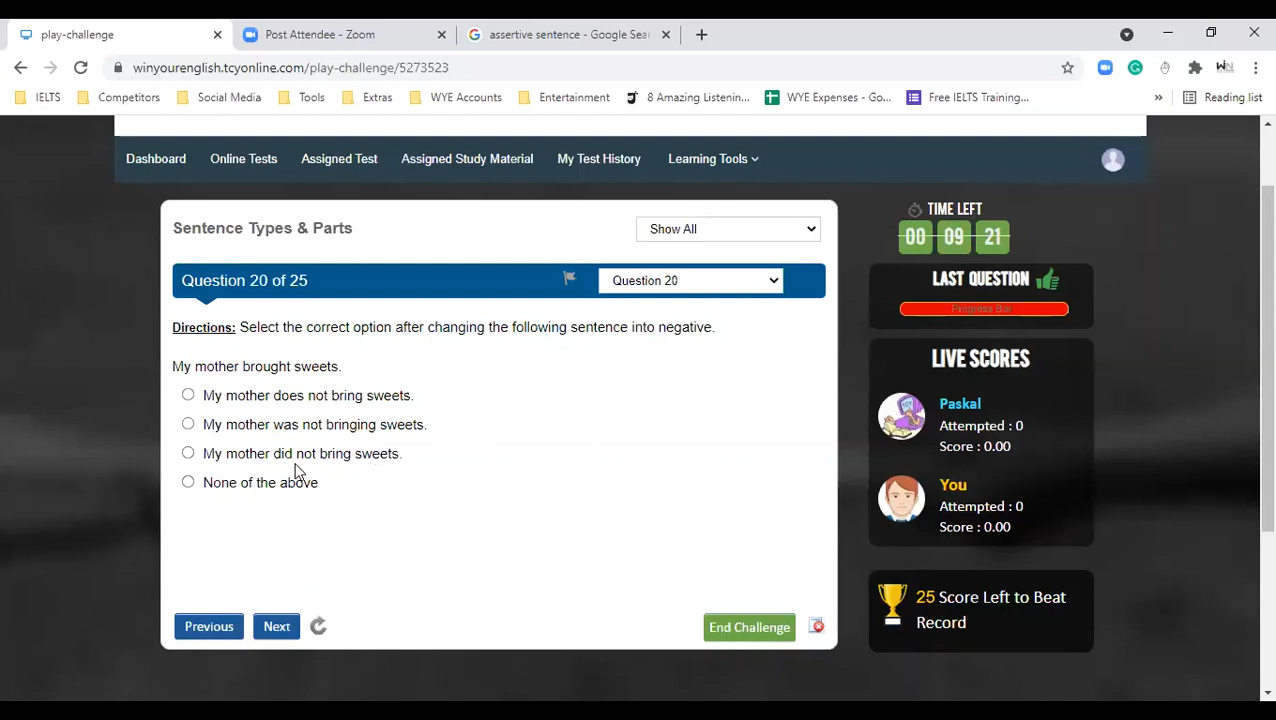 play-challenge
Post Attendee - Zoom
assertive sentence - Google Sear
winyourenglish.tcyonline.com/play-challenge/5273523
IELTS
Competitors
Social Media
Tools
Extras
WYE Accounts
Entertainment
8 Amazing Listenin...
WYE Expenses - Go...
Free IELTS Training...
»
Reading list
Dashboard
Online Tests
Assigned Test
Assigned Study Material
My Test History
Learning Tools
Sentence Types & Parts
Show All
TIME LEFT
00 09 21
Question 20 of 25
Question 20
LAST QUESTION
Progress Bar
Directions: Select the correct option after changing the following sentence into negative.
My mother brought sweets.
My mother does not bring sweets.
My mother was not bringing sweets.
My mother did not bring sweets.
None of the above
LIVE SCORES
Paskal
Attempted : 0
Score : 0.00
You
Attempted : 0
Score : 0.00
25 Score Left to Beat
Record
Previous
Next
End Challenge